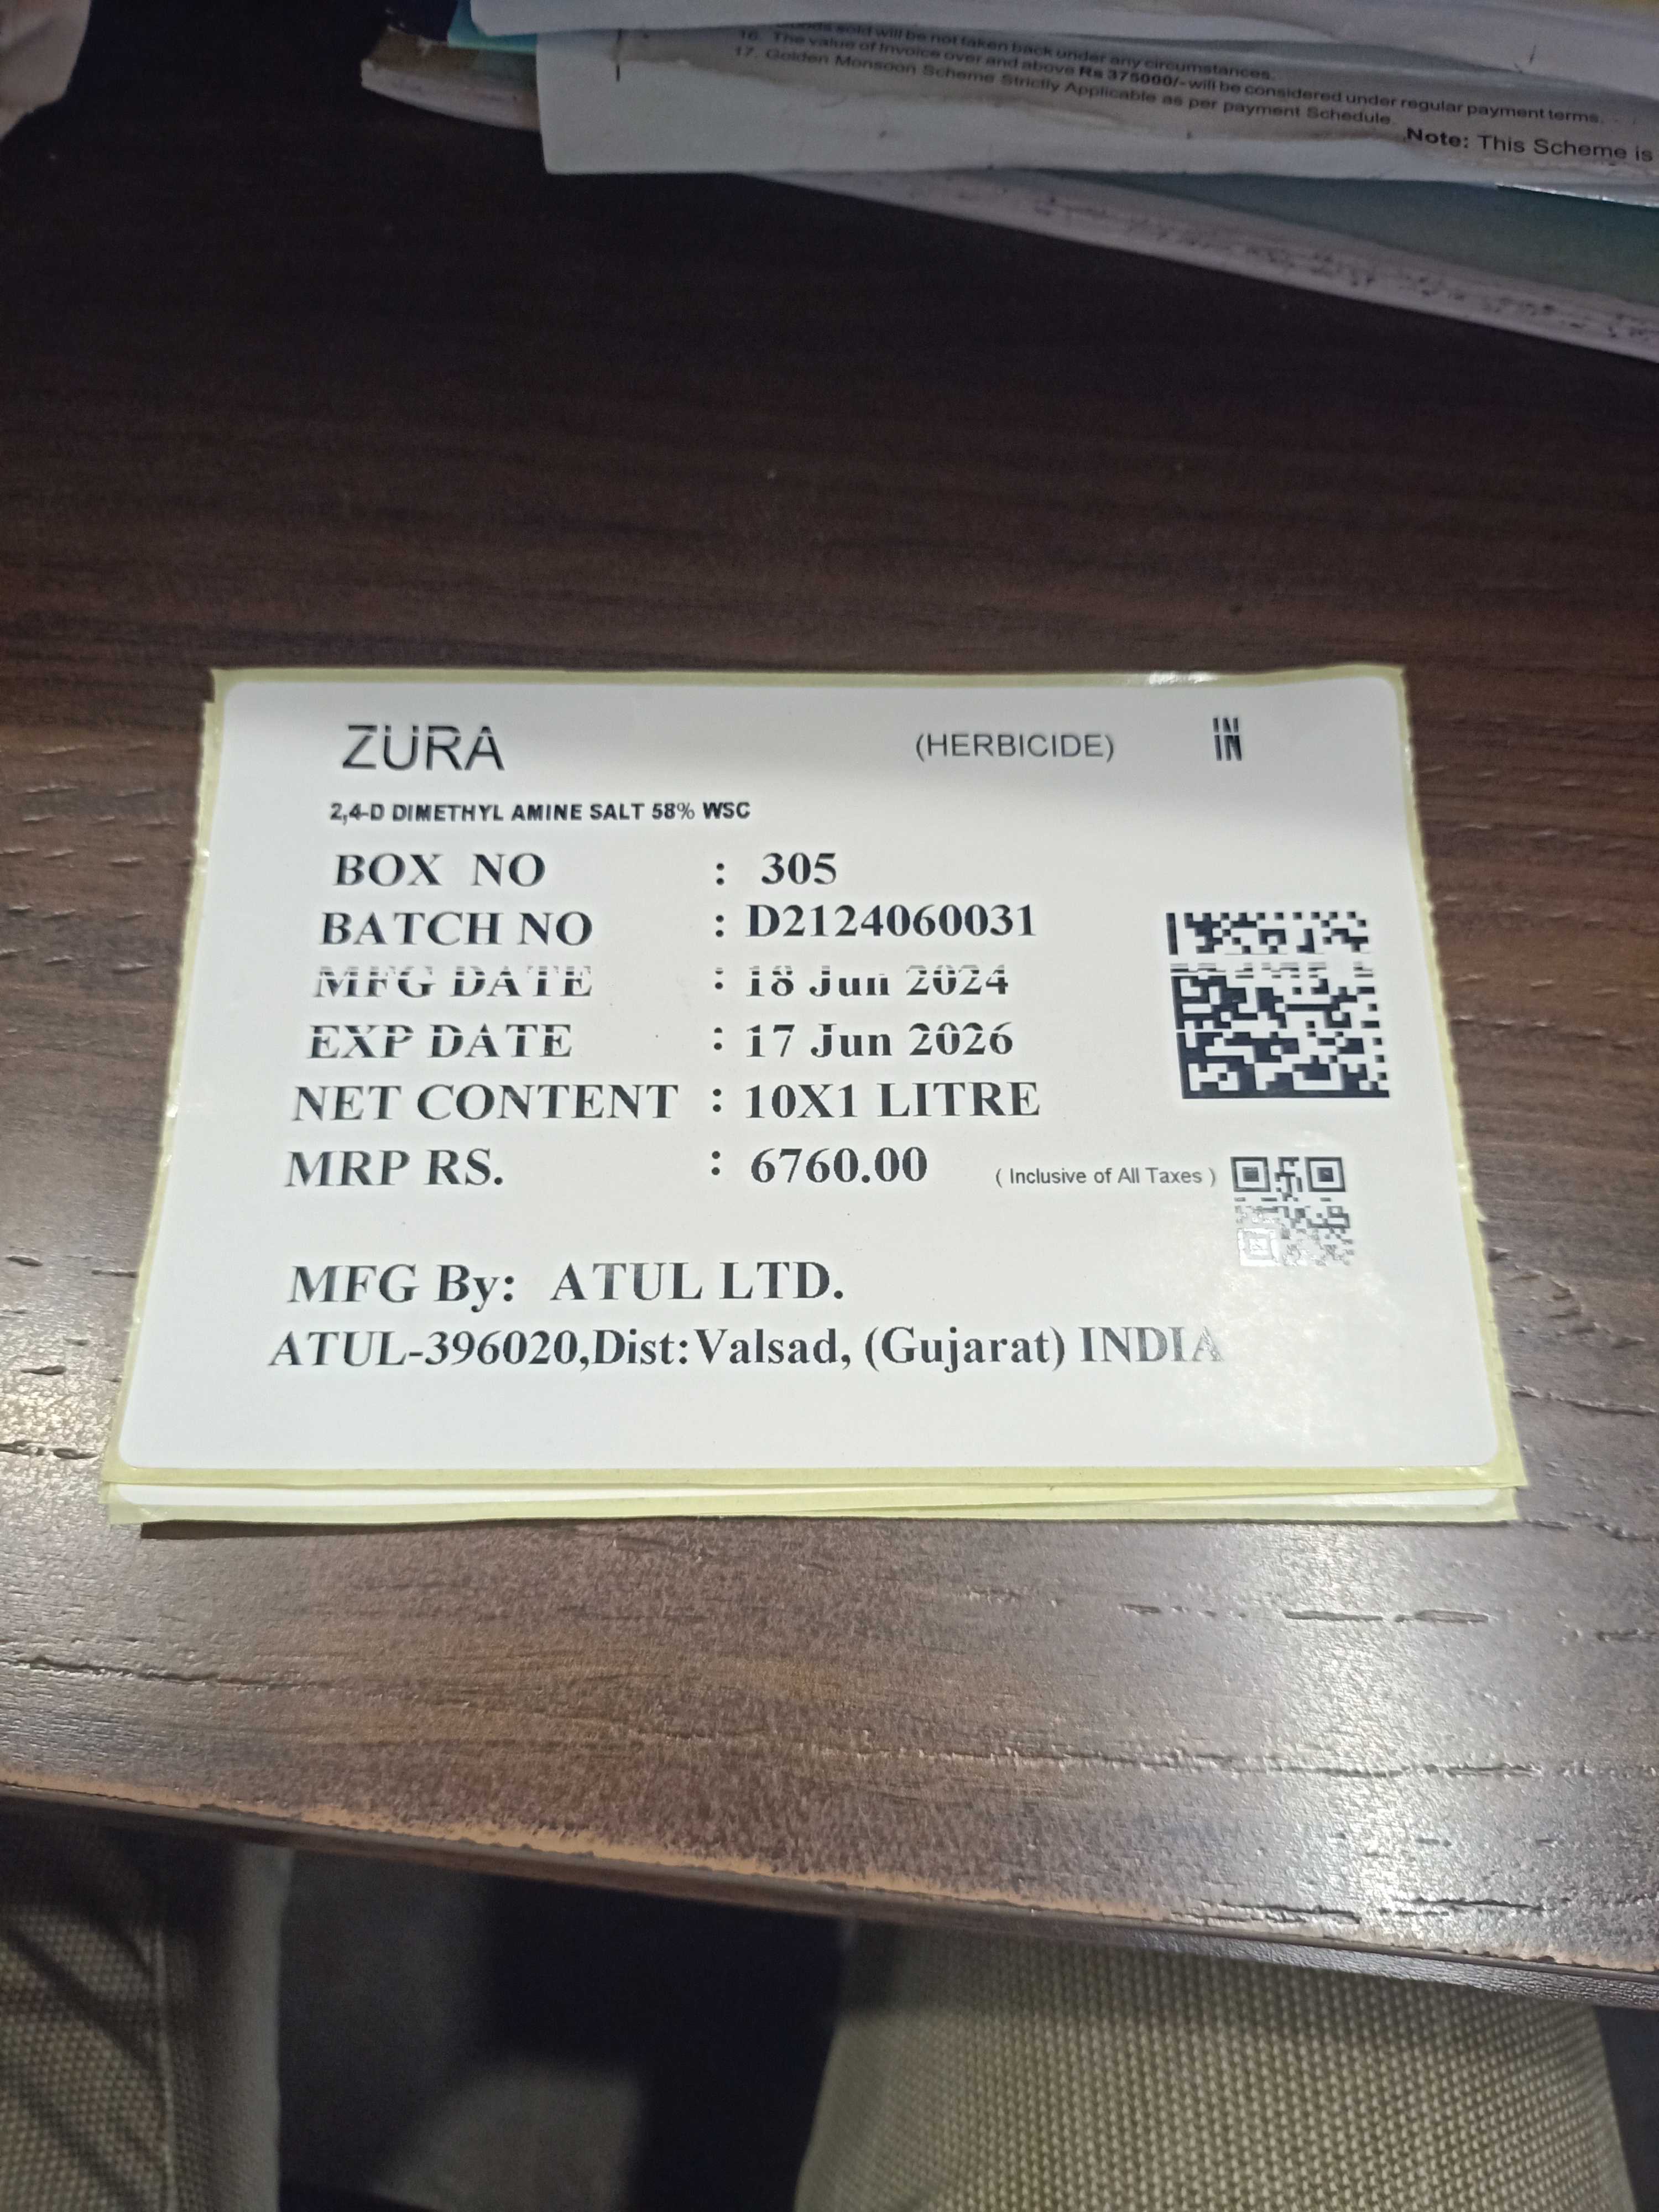 16. The value of Invoice over and above Rs 375000/- will be considered under regular payment terms.
17. Golden Monsoon Scheme Strictly Applicable as per payment Schedule.
Note: This Scheme is
ZURA (HERBICIDE) IN
2,4-D DIMETHYL AMINE SALT 58% WSC
BOX NO : 305
BATCH NO : D2124060031
MFG DATE : 18 Jun 2024
EXP DATE : 17 Jun 2026
NET CONTENT : 10X1 LITRE
MRP RS. : 6760.00 ( Inclusive of All Taxes )
MFG By: ATUL LTD.
ATUL-396020,Dist:Valsad, (Gujarat) INDIA